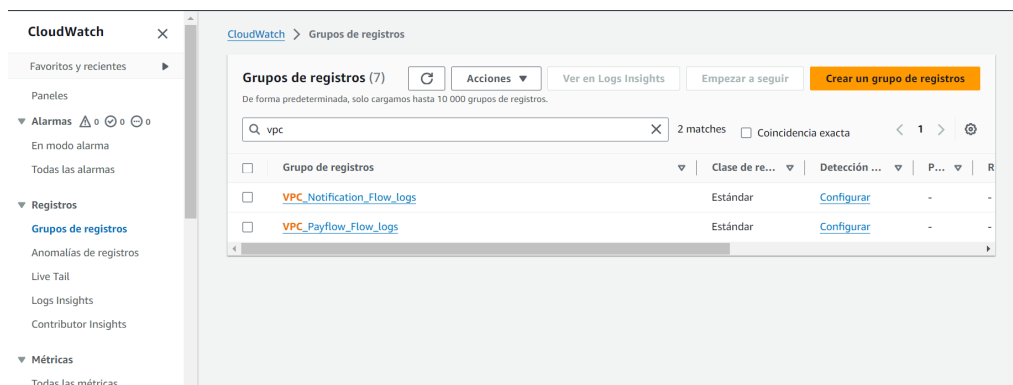 CloudWatch
Favoritos y recientes
Paneles
Alarmas 0 0 0
En modo alarma
Todas las alarmas
Registros
Grupos de registros
Anomalías de registros
Live Tail
Logs Insights
Contributor Insights
Métricas
Todas las métricas
CloudWatch > Grupos de registros
Grupos de registros (7) Acciones Ver en Logs Insights Empezar a seguir Crear un grupo de registros
De forma predeterminada, solo cargamos hasta 10 000 grupos de registros.
vpc 2 matches Coincidencia exacta 1
Grupo de registros Clase de re... Detección ... P... R
VPC_Notification_Flow_logs Estándar Configurar - -
VPC_Payflow_Flow_logs Estándar Configurar - -